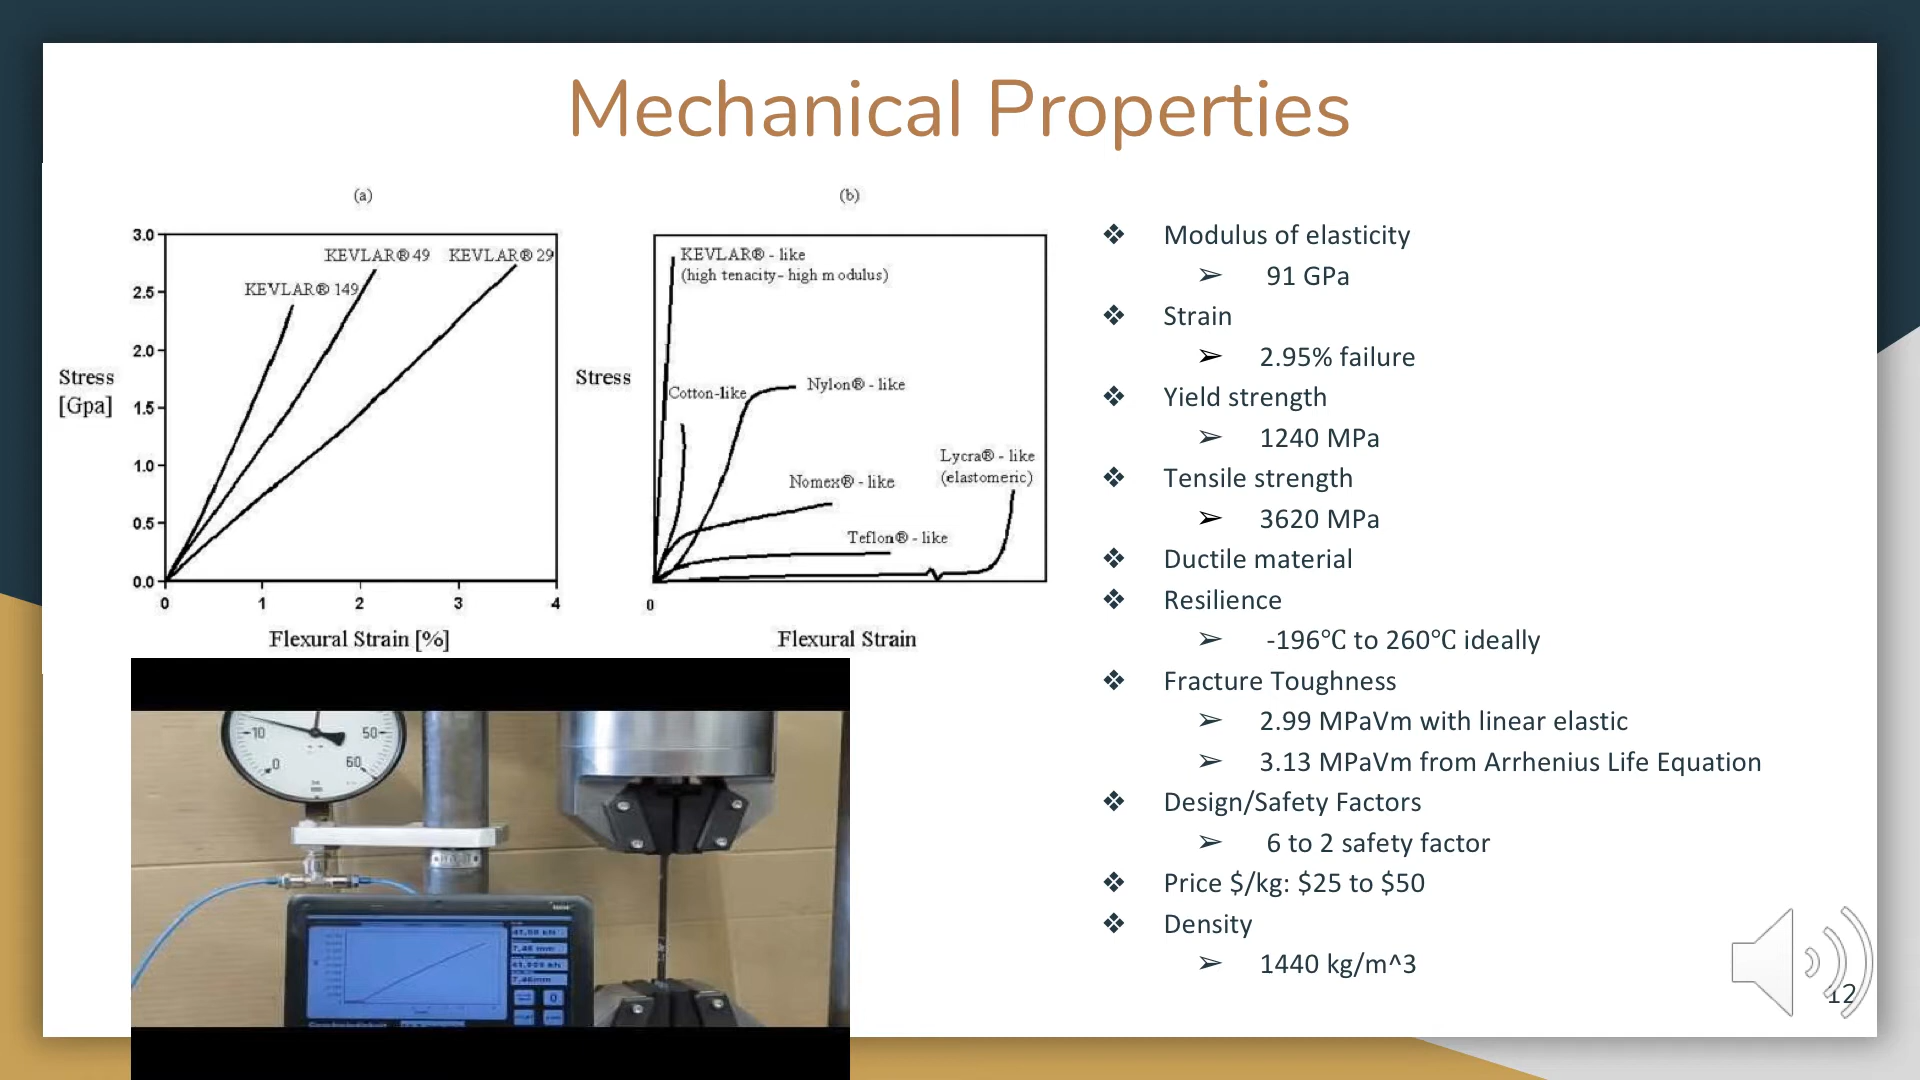 Mechanical Properties
(a)
3.0
2.5
2.0
1.5
1.0
0.5
0.0
0
1
2
3
4
KEVLAR® 49
KEVLAR® 29
KEVLAR® 149
Stress
[Gpa]
Flexural Strain [%]
(b)
KEVLAR® - like
(high tenacity- high modulus)
Cotton-like
Nylon® - like
Nomex® - like
Lycra® - like
(elastomeric)
Teflon® - like
Stress
0
Flexural Strain
10
50
0
60
❖ Modulus of elasticity
➢ 91 GPa
❖ Strain
➢ 2.95% failure
❖ Yield strength
➢ 1240 MPa
❖ Tensile strength
➢ 3620 MPa
❖ Ductile material
❖ Resilience
➢ -196℃ to 260℃ ideally
❖ Fracture Toughness
➢ 2.99 MPaVm with linear elastic
➢ 3.13 MPaVm from Arrhenius Life Equation
❖ Design/Safety Factors
➢ 6 to 2 safety factor
❖ Price $/kg: $25 to $50
❖ Density
➢ 1440 kg/m^3
12